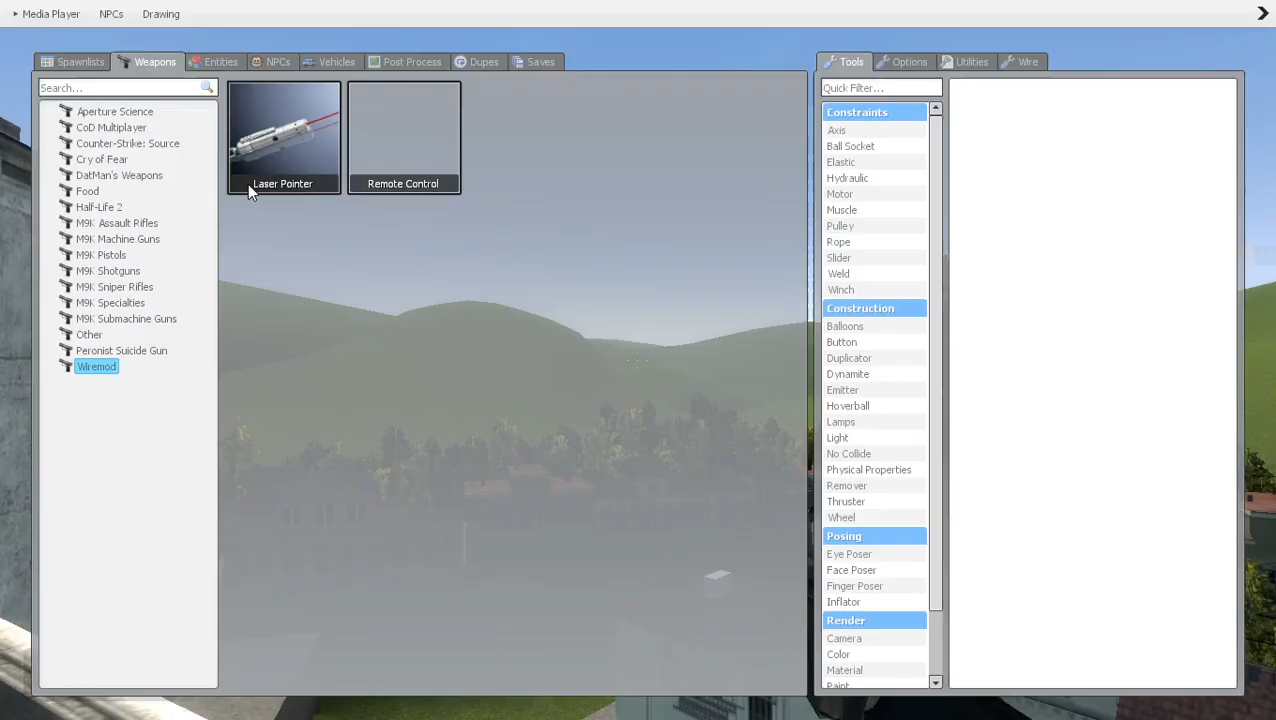 Media Player NPCs Drawing
Spawnlists Weapons Entities NPCs Vehicles Post Process Dupes Saves
Search...
Aperture Science
CoD Multiplayer
Counter-Strike: Source
Cry of Fear
DatMan's Weapons
Food
Half-Life 2
M9K Assault Rifles
M9K Machine Guns
M9K Pistols
M9K Shotguns
M9K Sniper Rifles
M9K Specialties
M9K Submachine Guns
Other
Peronist Suicide Gun
Wiremod
Laser Pointer
Remote Control
Tools Options Utilities Wire
Quick Filter...
Constraints
Axis
Ball Socket
Elastic
Hydraulic
Motor
Muscle
Pulley
Rope
Slider
Weld
Winch
Construction
Balloons
Button
Duplicator
Dynamite
Emitter
Hoverball
Lamps
Light
No Collide
Physical Properties
Remover
Thruster
Wheel
Posing
Eye Poser
Face Poser
Finger Poser
Inflator
Render
Camera
Color
Material
Paint